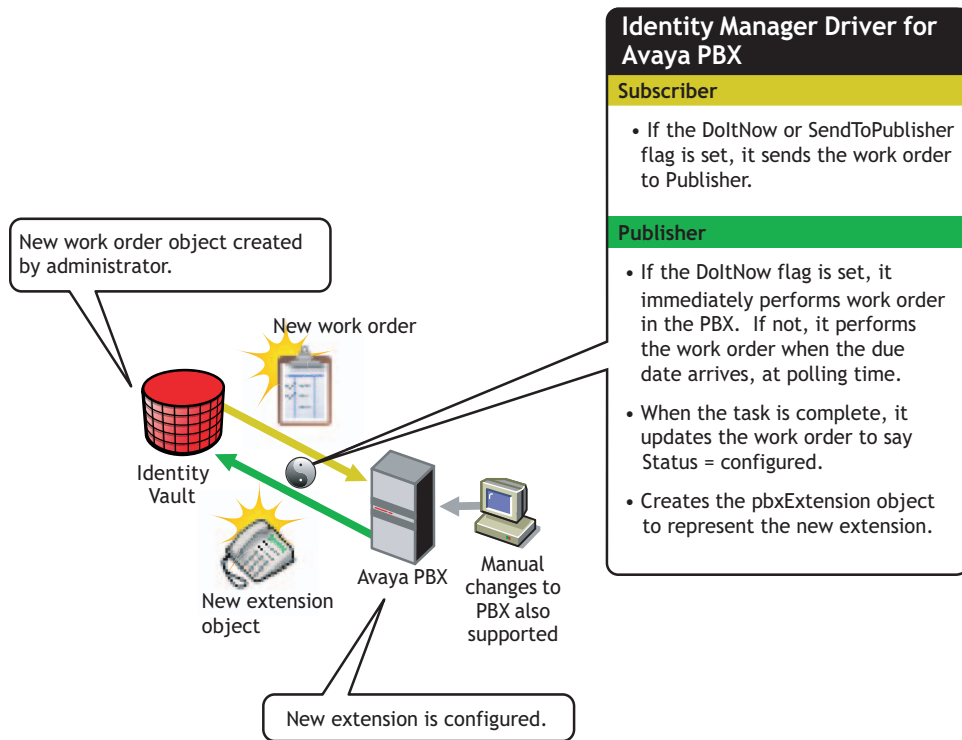 Identity Manager Driver for
Avaya PBX
Subscriber
• If the DoItNow or SendToPublisher
flag is set, it sends the work order
to Publisher.
Publisher
• If the DoItNow flag is set, it
immediately performs work order
in the PBX. If not, it performs
the work order when the due
date arrives, at polling time.
• When the task is complete, it
updates the work order to say
Status = configured.
• Creates the pbxExtension object
to represent the new extension.
New work order object created
by administrator.
New work order
Identity
Vault
New extension
object
Avaya PBX
Manual
changes to
PBX also
supported
New extension is configured.